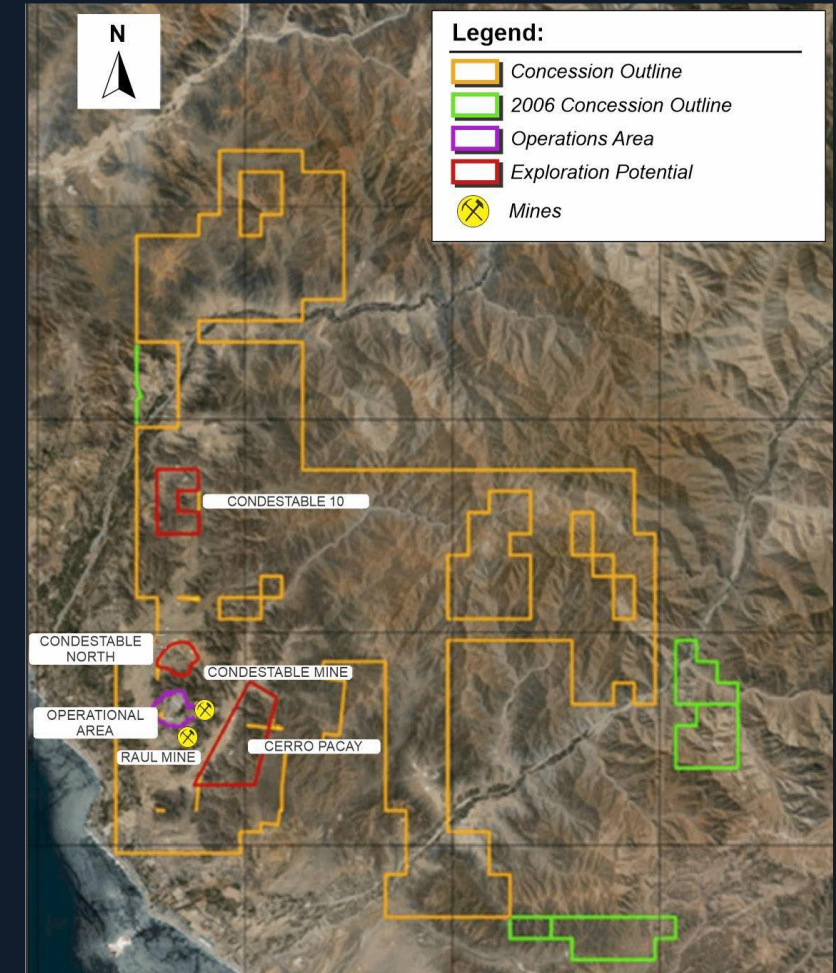 N
Legend:
Concession Outline
2006 Concession Outline
Operations Area
Exploration Potential
Mines
CONDESTABLE 10
CONDESTABLE
NORTH
CONDESTABLE MINE
OPERATIONAL
AREA
CERRO PACAY
RAUL MINE